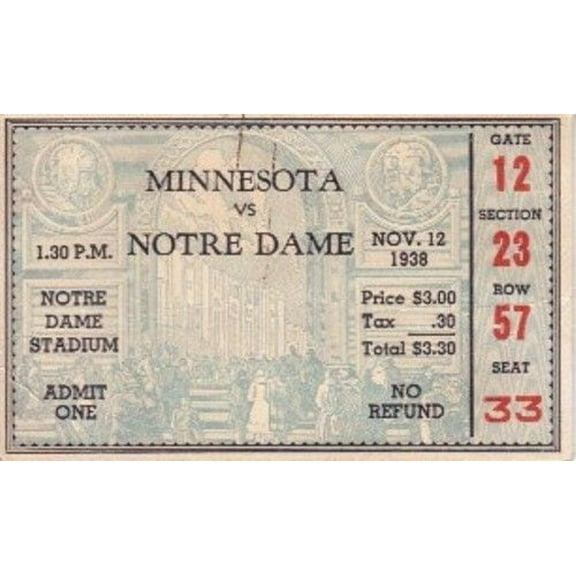 MINNESOTA
VS
NOTRE DAME
1.30 P.M.
NOV. 12
1938
NOTRE
DAME
STADIUM
ADMIT
ONE
Price $3.00
Tax .30
Total $3.30
NO
REFUND
GATE
12
SECTION
23
ROW
57
SEAT
33